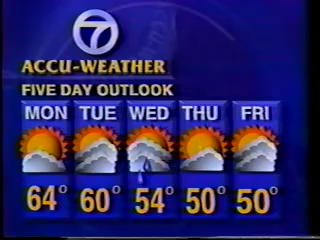 7
ACCU-WEATHER
FIVE DAY OUTLOOK
MON TUE WED THU FRI
64° 60° 54° 50° 50°